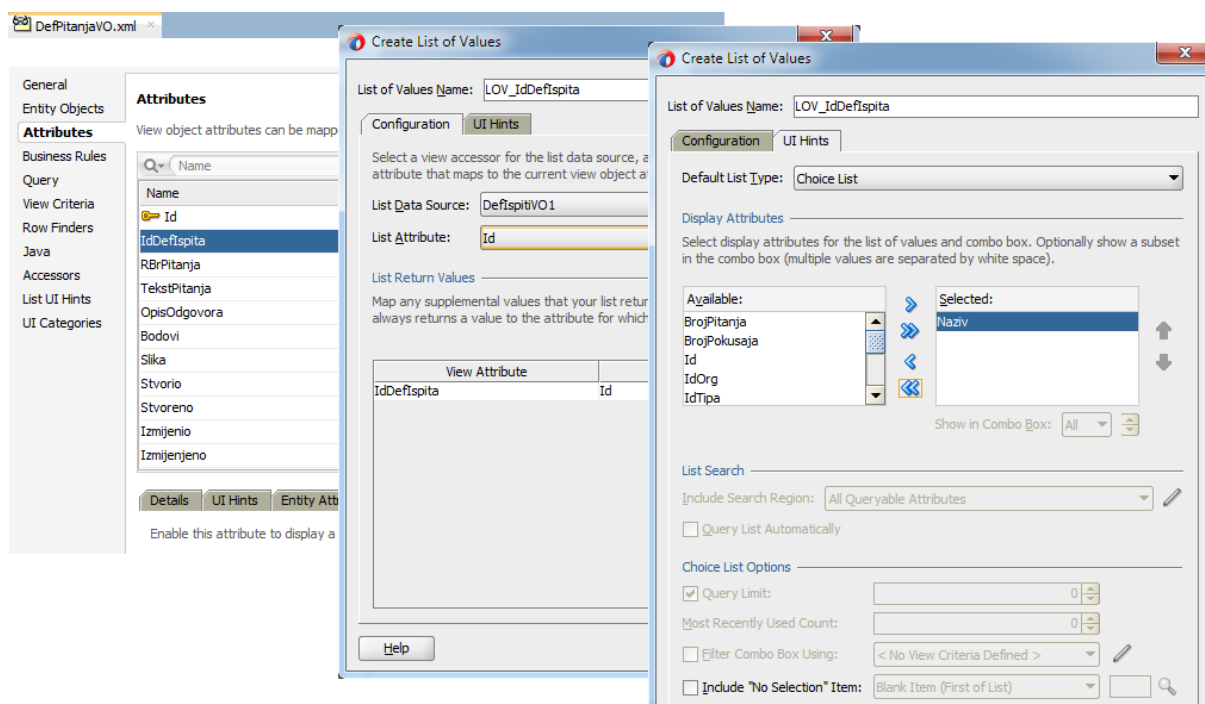 DefPitanjaVO.xml
General
Entity Objects
Attributes
Business Rules
Query
View Criteria
Row Finders
Java
Accessors
List UI Hints
UI Categories
Attributes
View object attributes can be mapp
Name
Name
Id
IdDefIspita
RBrPitanja
TekstPitanja
OpisOdgovora
Bodovi
Slika
Stvorio
Stvoreno
Izmijenio
Izmijenjeno
Details UI Hints Entity Att
Enable this attribute to display a
Create List of Values
List of Values Name: LOV_IdDefIspita
Configuration UI Hints
Select a view accessor for the list data source, a
attribute that maps to the current view object a
List Data Source: DefIspitiVO1
List Attribute: Id
List Return Values
Map any supplemental values that your list retur
always returns a value to the attribute for which
View Attribute
IdDefIspita Id
Help
Create List of Values
List of Values Name: LOV_IdDefIspita
Configuration UI Hints
Default List Type: Choice List
Display Attributes
Select display attributes for the list of values and combo box. Optionally show a subset
in the combo box (multiple values are separated by white space).
Available: Selected:
BrojPitanja Naziv
BrojPokusaja
Id
IdOrg
IdTipa
Show in Combo Box: All
List Search
Include Search Region: All Queryable Attributes
Query List Automatically
Choice List Options
Query Limit: 0
Most Recently Used Count: 0
Filter Combo Box Using: < No View Criteria Defined >
Include "No Selection" Item: Blank Item (First of List)